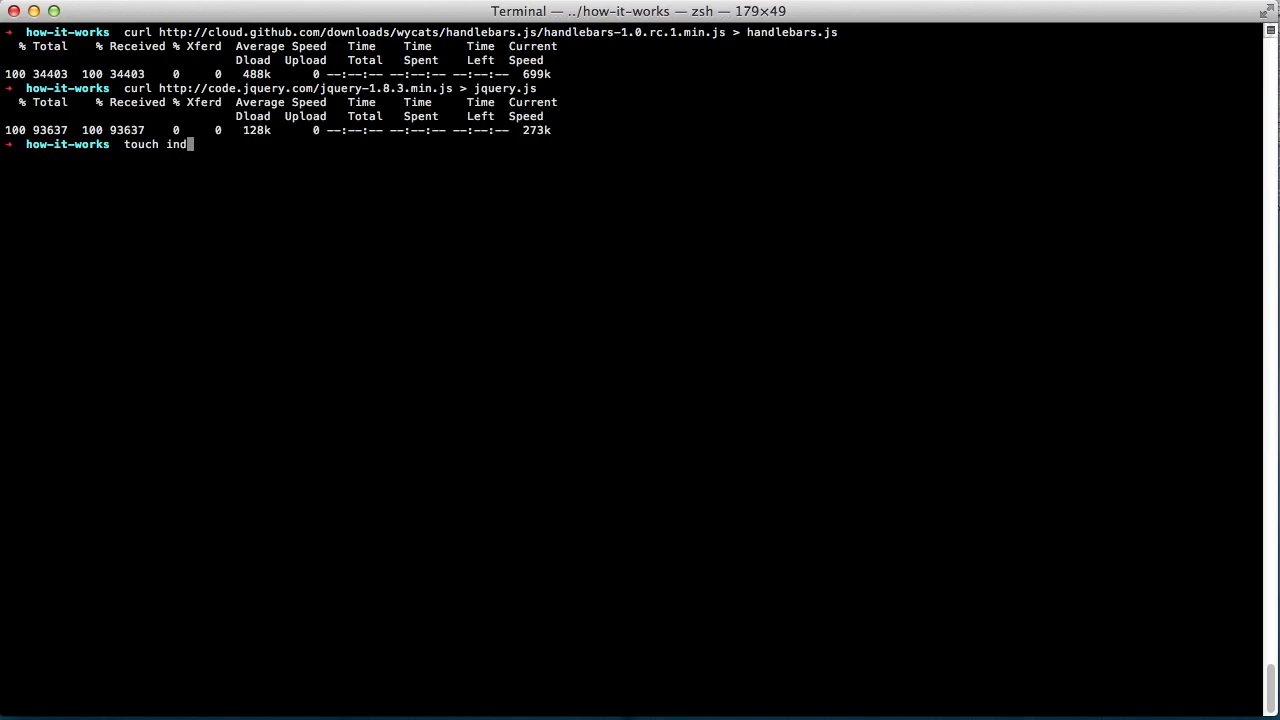 Terminal — ../how-it-works — zsh — 179×49
➜  how-it-works  curl http://cloud.github.com/downloads/wycats/handlebars.js/handlebars-1.0.rc.1.min.js > handlebars.js
  % Total    % Received % Xferd  Average Speed   Time    Time     Time  Current
                                 Dload  Upload   Total   Spent    Left  Speed
100 34403  100 34403    0     0   488k      0 --:--:-- --:--:-- --:--:--  699k
➜  how-it-works  curl http://code.jquery.com/jquery-1.8.3.min.js > jquery.js
  % Total    % Received % Xferd  Average Speed   Time    Time     Time  Current
                                 Dload  Upload   Total   Spent    Left  Speed
100 93637  100 93637    0     0   128k      0 --:--:-- --:--:-- --:--:--  273k
➜  how-it-works  touch ind